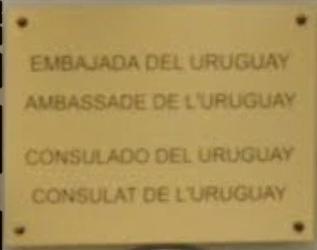 EMBAJADA DEL URUGUAY
AMBASSADE DE L'URUGUAY
CONSULADO DEL URUGUAY
CONSULAT DE L'URUGUAY